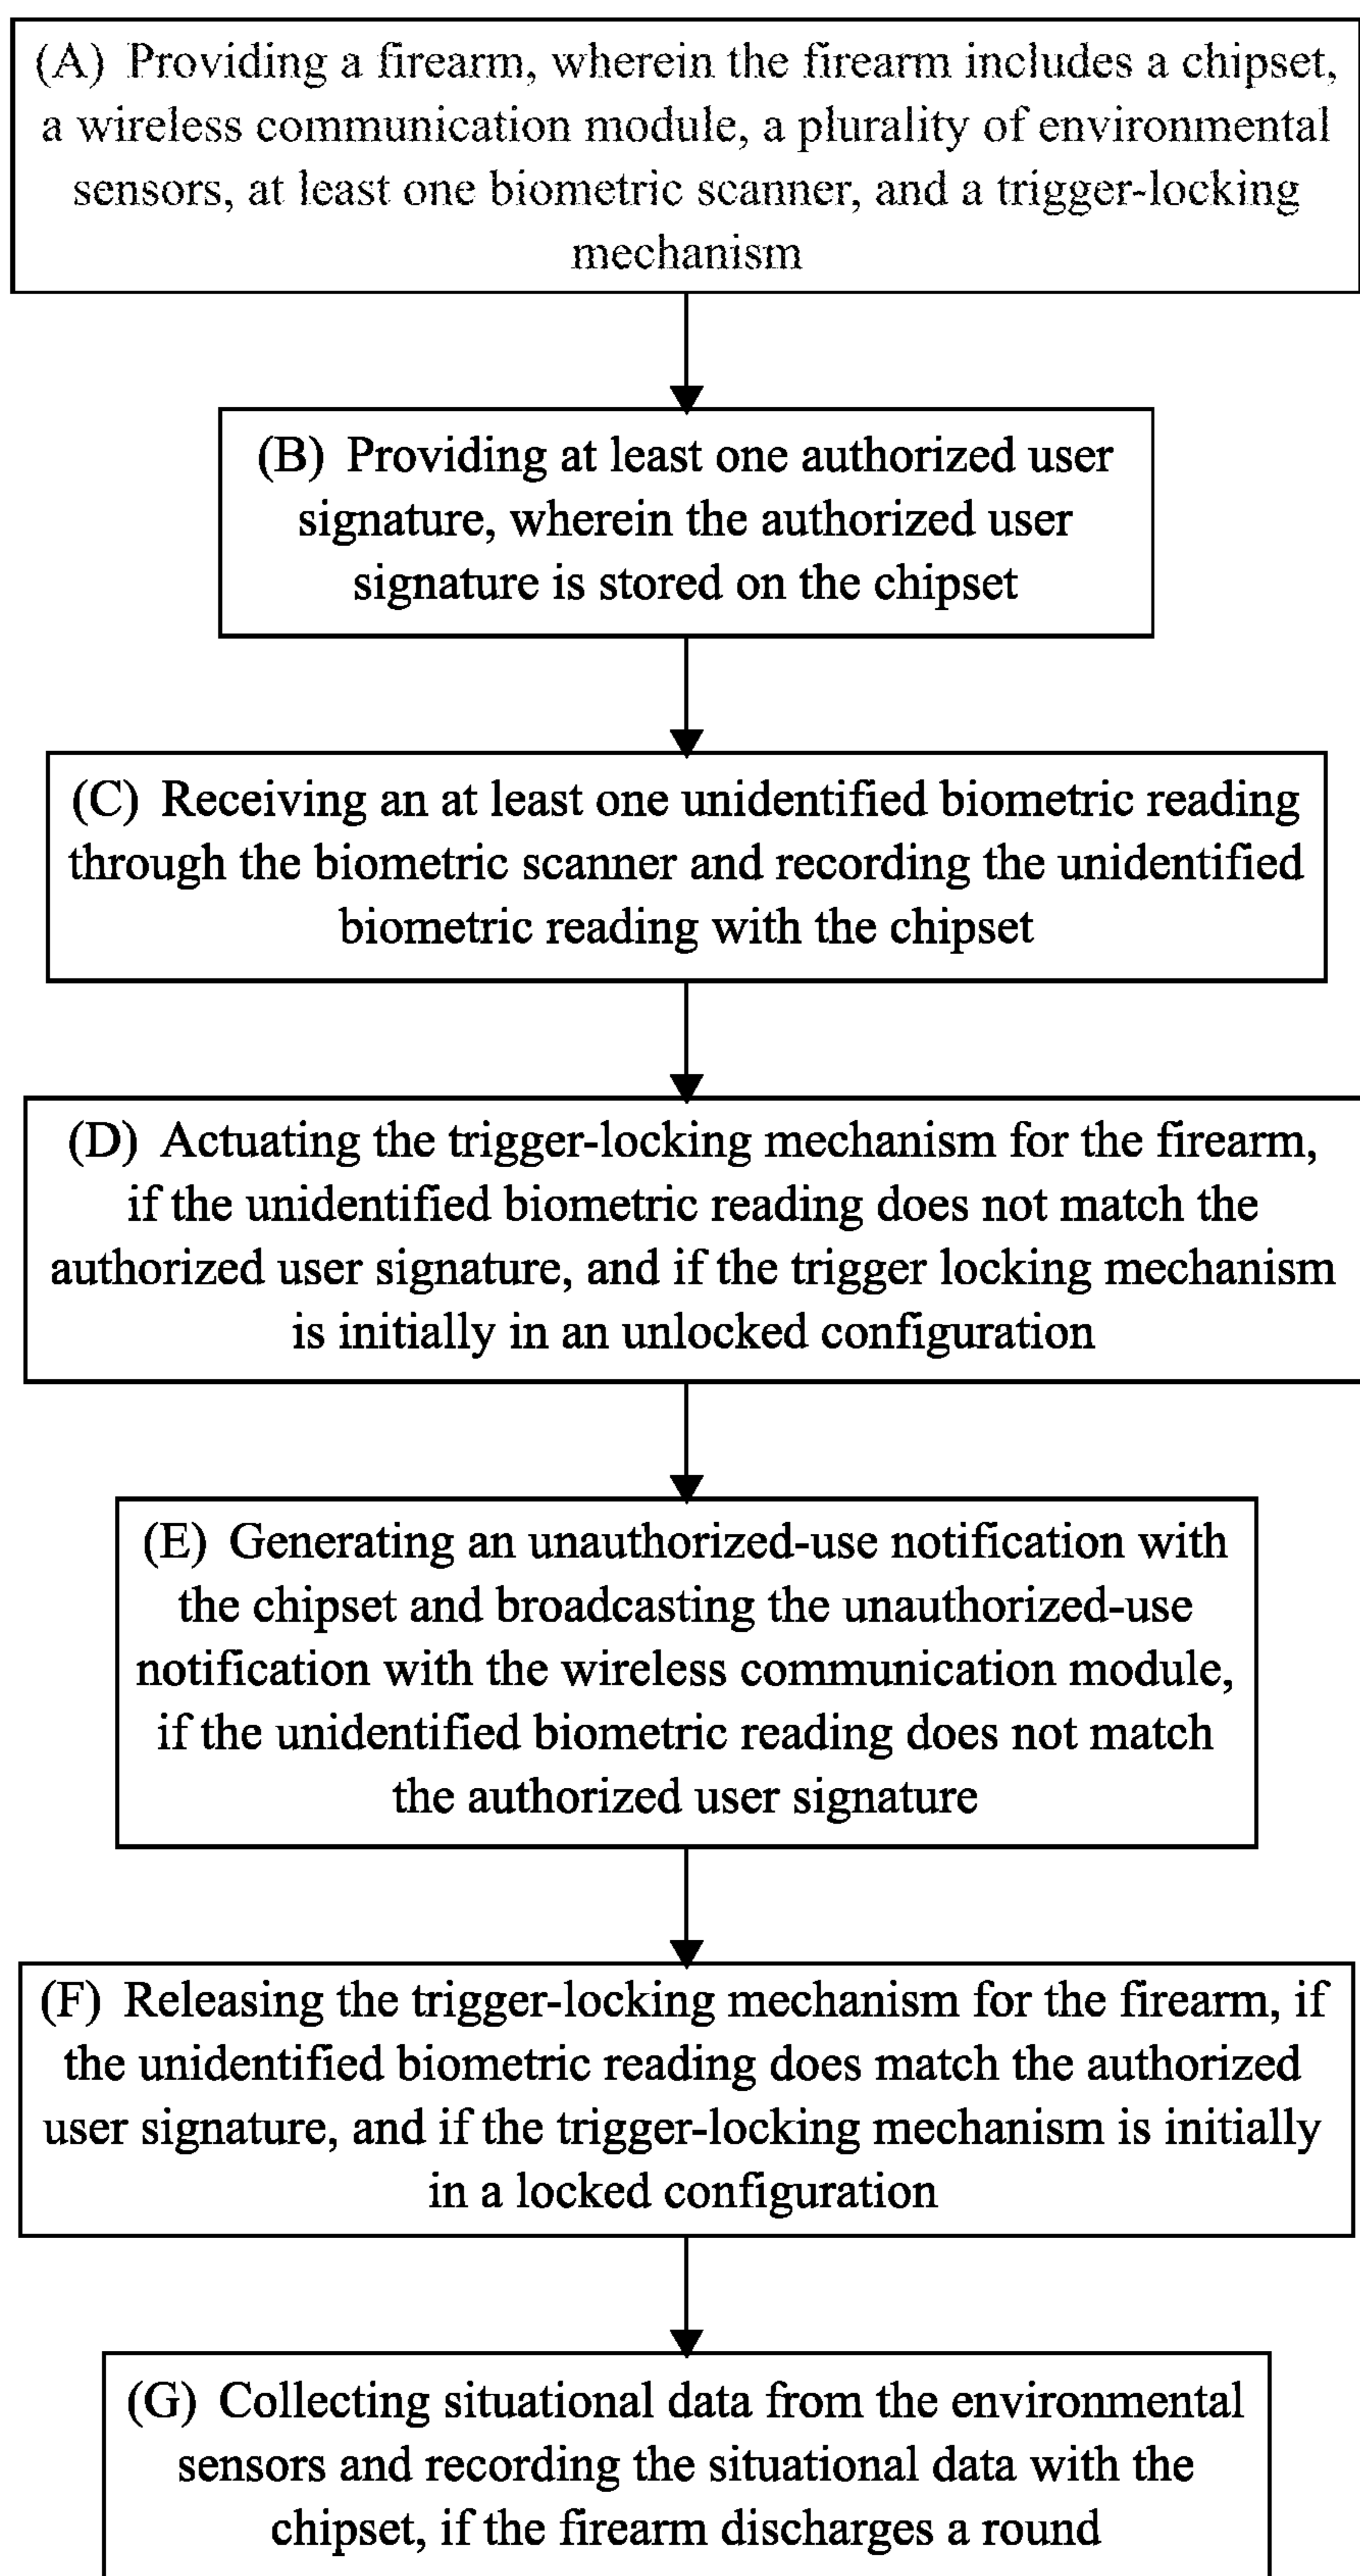 (A) Providing a firearm, wherein the firearm includes a chipset,
a wireless communication module, a plurality of environmental
sensors, at least one biometric scanner, and a trigger-locking
mechanism
(B) Providing at least one authorized user
signature, wherein the authorized user
signature is stored on the chipset
(C) Receiving an at least one unidentified biometric reading
through the biometric scanner and recording the unidentified
biometric reading with the chipset
(D) Actuating the trigger-locking mechanism for the firearm,
if the unidentified biometric reading does not match the
authorized user signature, and if the trigger locking mechanism
is initially in an unlocked configuration
(E) Generating an unauthorized-use notification with
the chipset and broadcasting the unauthorized-use
notification with the wireless communication module,
if the unidentified biometric reading does not match
the authorized user signature
(F) Releasing the trigger-locking mechanism for the firearm, if
the unidentified biometric reading does match the authorized
user signature, and if the trigger-locking mechanism is initially
in a locked configuration
(G) Collecting situational data from the environmental
sensors and recording the situational data with the
chipset, if the firearm discharges a round